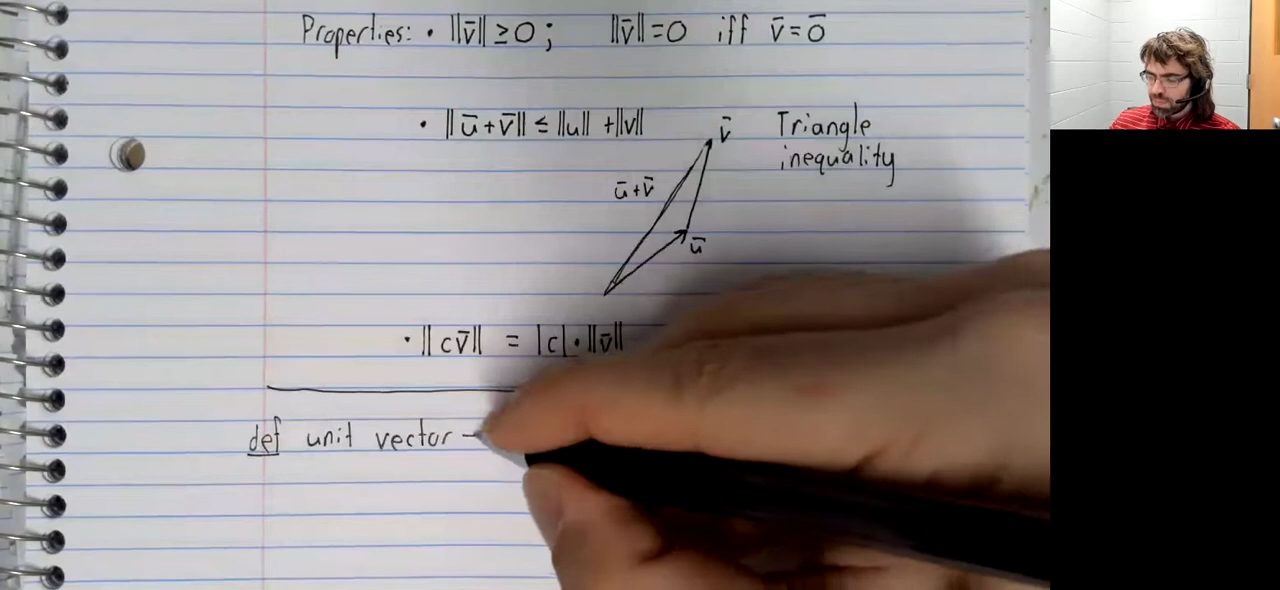 Properties: • ||v̄|| ≥ 0 ; ||v̄|| = 0 iff v̄ = 0̄
• ||ū + v̄|| ≤ ||u|| + ||v|| Triangle
inequality
v̄
ū + v̄
ū
• ||cv̄|| = |c| • ||v̄||
def unit vector –